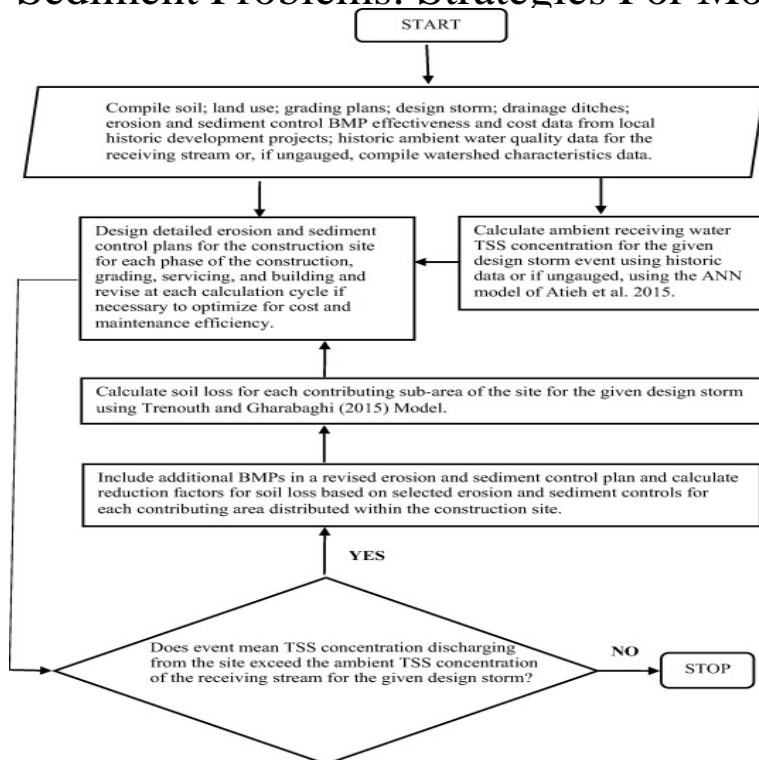 Sediment Problems: Strategies For Mo
START
Compile soil; land use; grading plans; design storm; drainage ditches;
erosion and sediment control BMP effectiveness and cost data from local
historic development projects; historic ambient water quality data for the
receiving stream or, if ungauged, compile watershed characteristics data.
Design detailed erosion and sediment
control plans for the construction site
for each phase of the construction,
grading, servicing, and building and
revise at each calculation cycle if
necessary to optimize for cost and
maintenance efficiency.
Calculate ambient receiving water
TSS concentration for the given
design storm event using historic
data or if ungauged, using the ANN
model of Atieh et al. 2015.
Calculate soil loss for each contributing sub-area of the site for the given design storm
using Trenouth and Gharabaghi (2015) Model.
Include additional BMPs in a revised erosion and sediment control plan and calculate
reduction factors for soil loss based on selected erosion and sediment controls for
each contributing area distributed within the construction site.
YES
Does event mean TSS concentration discharging
from the site exceed the ambient TSS concentration
of the receiving stream for the given design storm?
NO
STOP